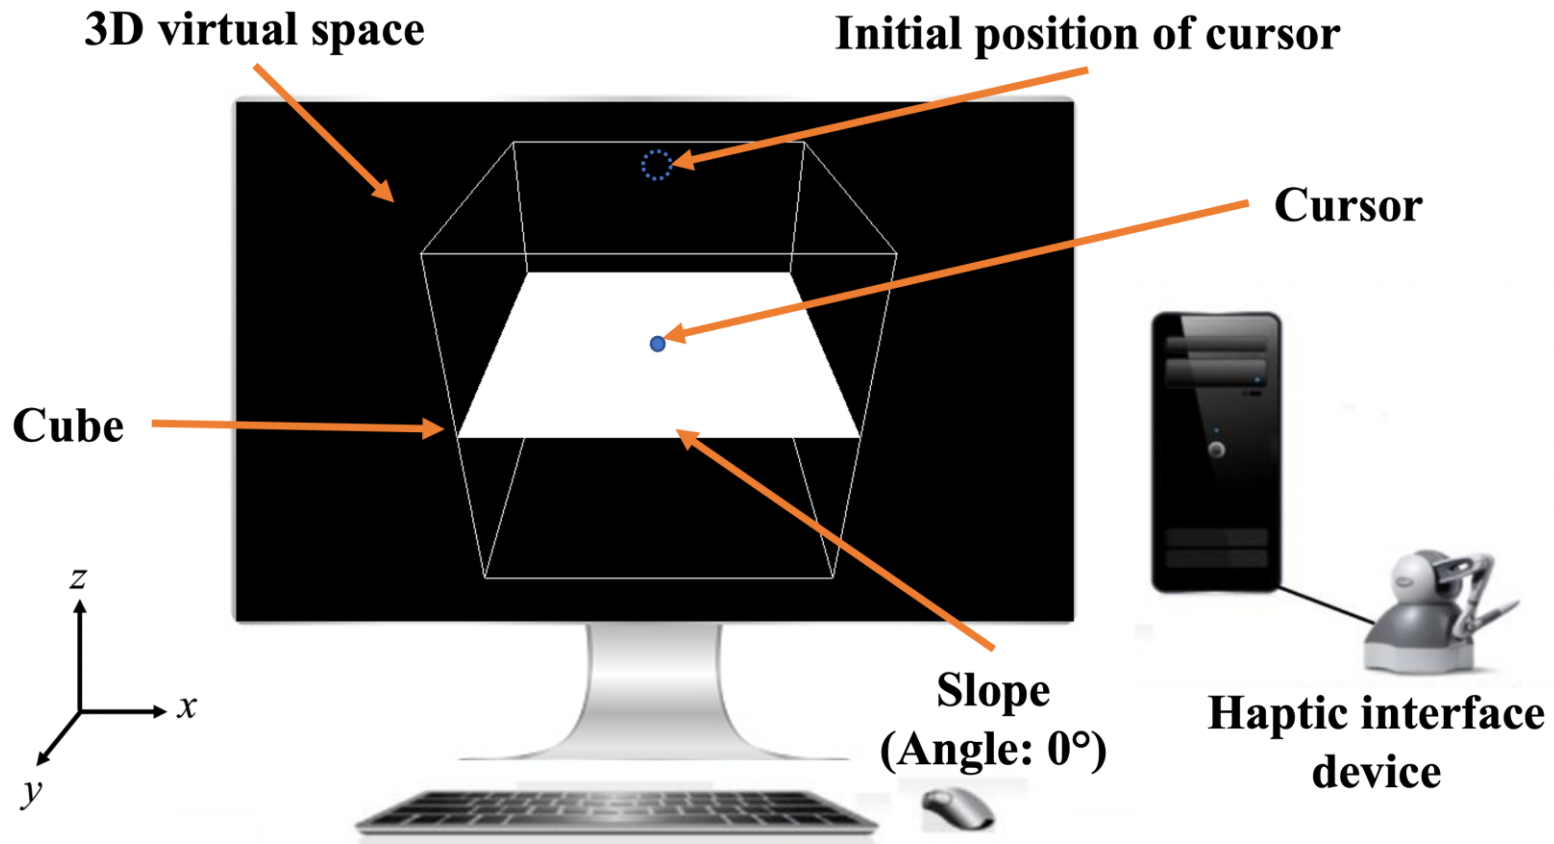 3D virtual space
Initial position of cursor
Cursor
Cube
z
x
y
Slope
(Angle: 0°)
Haptic interface
device